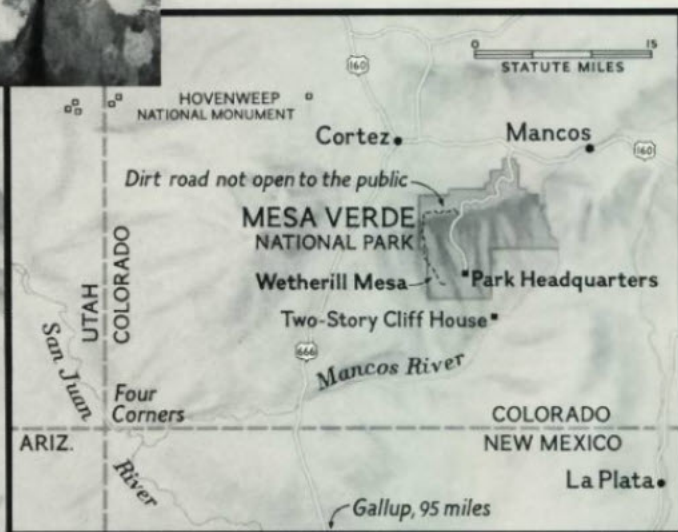 0 15
STATUTE MILES
160
HOVENWEEP
NATIONAL MONUMENT
Cortez
Mancos
160
Dirt road not open to the public
MESA VERDE
NATIONAL PARK
UTAH
COLORADO
Wetherill Mesa
Park Headquarters
Two-Story Cliff House
San Juan
River
666
Mancos River
Four
Corners
COLORADO
ARIZ.
NEW MEXICO
La Plata
Gallup, 95 miles